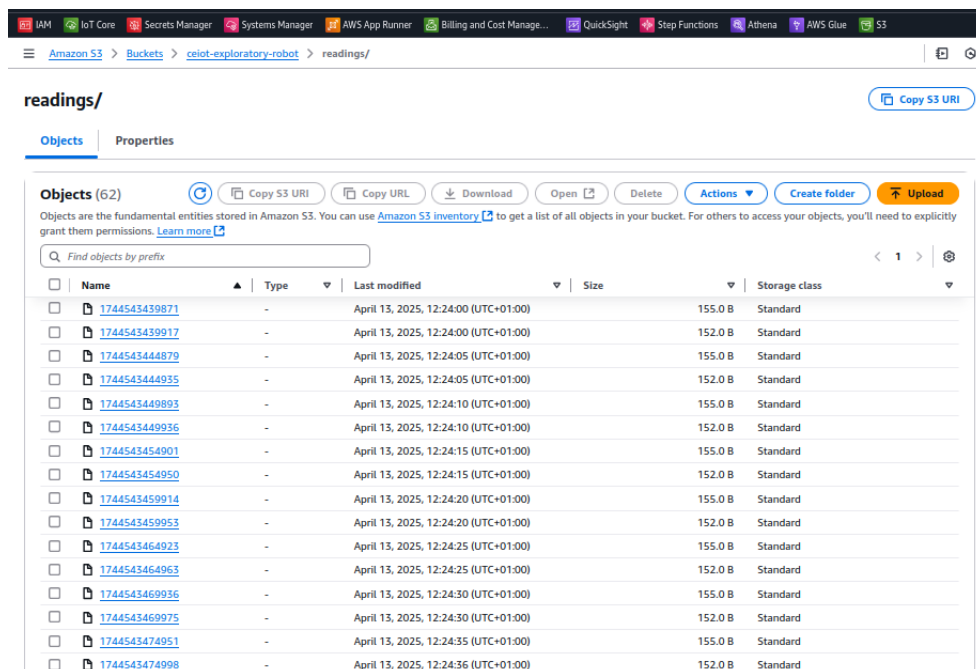 IAM IoT Core Secrets Manager Systems Manager AWS App Runner Billing and Cost Manage... QuickSight Step Functions Athena AWS Glue S3
Amazon S3 > Buckets > ceiot-exploratory-robot > readings/
readings/
Copy S3 URI
Objects Properties
Objects (62) Copy S3 URI Copy URL Download Open Delete Actions Create folder Upload
Objects are the fundamental entities stored in Amazon S3. You can use Amazon S3 inventory to get a list of all objects in your bucket. For others to access your objects, you'll need to explicitly
grant them permissions. Learn more
Find objects by prefix < 1 >
Name Type Last modified Size Storage class
1744543439871 - April 13, 2025, 12:24:00 (UTC+01:00) 155.0 B Standard
1744543439917 - April 13, 2025, 12:24:00 (UTC+01:00) 152.0 B Standard
1744543444879 - April 13, 2025, 12:24:05 (UTC+01:00) 155.0 B Standard
1744543444935 - April 13, 2025, 12:24:05 (UTC+01:00) 152.0 B Standard
1744543449893 - April 13, 2025, 12:24:10 (UTC+01:00) 155.0 B Standard
1744543449936 - April 13, 2025, 12:24:10 (UTC+01:00) 152.0 B Standard
1744543454901 - April 13, 2025, 12:24:15 (UTC+01:00) 155.0 B Standard
1744543454950 - April 13, 2025, 12:24:15 (UTC+01:00) 152.0 B Standard
1744543459914 - April 13, 2025, 12:24:20 (UTC+01:00) 155.0 B Standard
1744543459953 - April 13, 2025, 12:24:20 (UTC+01:00) 152.0 B Standard
1744543464923 - April 13, 2025, 12:24:25 (UTC+01:00) 155.0 B Standard
1744543464963 - April 13, 2025, 12:24:25 (UTC+01:00) 152.0 B Standard
1744543469936 - April 13, 2025, 12:24:30 (UTC+01:00) 155.0 B Standard
1744543469975 - April 13, 2025, 12:24:30 (UTC+01:00) 152.0 B Standard
1744543474951 - April 13, 2025, 12:24:35 (UTC+01:00) 155.0 B Standard
1744543474998 - April 13, 2025, 12:24:36 (UTC+01:00) 152.0 B Standard